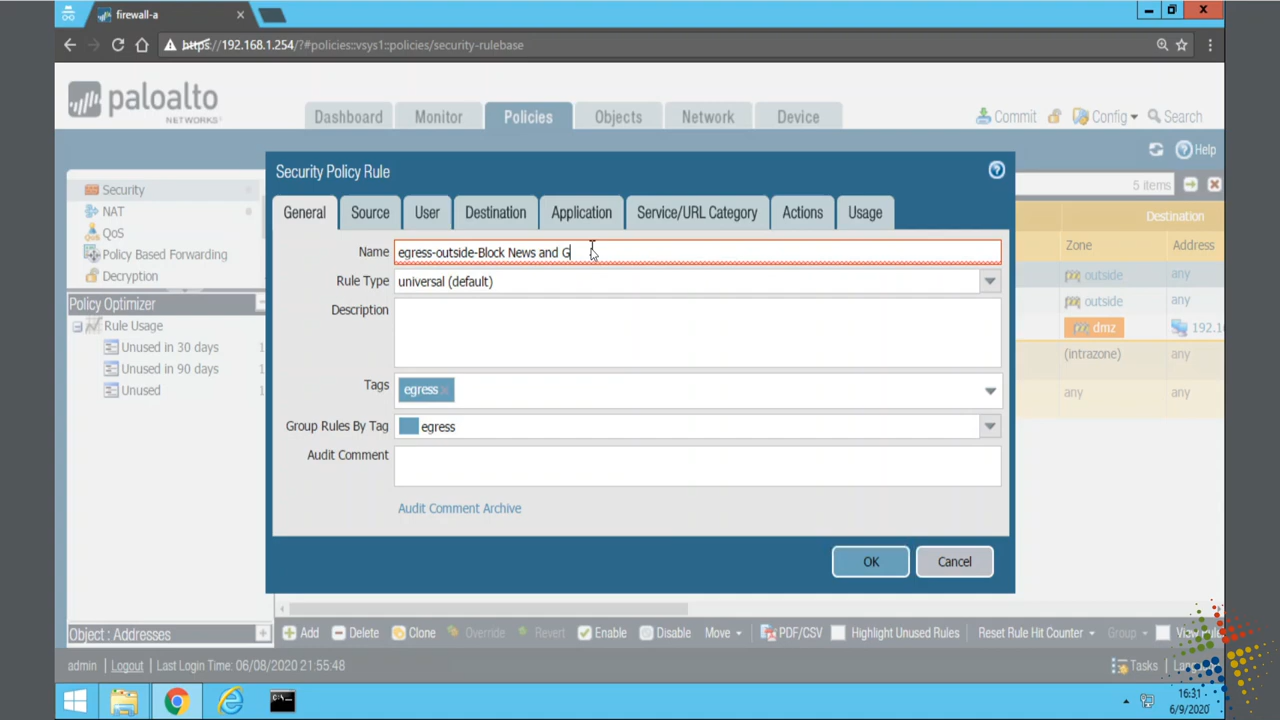 firewall-a
https://192.168.1.254/?#policies::vsys1::policies/security-rulebase
paloalto
NETWORKS
Dashboard
Monitor
Policies
Objects
Network
Device
Commit
Config
Search
Help
Security
NAT
QoS
Policy Based Forwarding
Decryption
Policy Optimizer
Rule Usage
Unused in 30 days 1
Unused in 90 days 1
Unused 1
Object : Addresses
Security Policy Rule
General
Source
User
Destination
Application
Service/URL Category
Actions
Usage
Name egress-outside-Block News and G
Rule Type universal (default)
Description
Tags egress
Group Rules By Tag egress
Audit Comment
Audit Comment Archive
OK
Cancel
5 items
Destination
Zone Address
outside any
outside any
dmz 192.16
(intrazone) any
any any
Add
Delete
Clone
Override
Revert
Enable
Disable
Move
PDF/CSV
Highlight Unused Rules
Reset Rule Hit Counter
Group
admin
Logout
Last Login Time: 06/08/2020 21:55:48
Tasks
16:31
6/9/2020